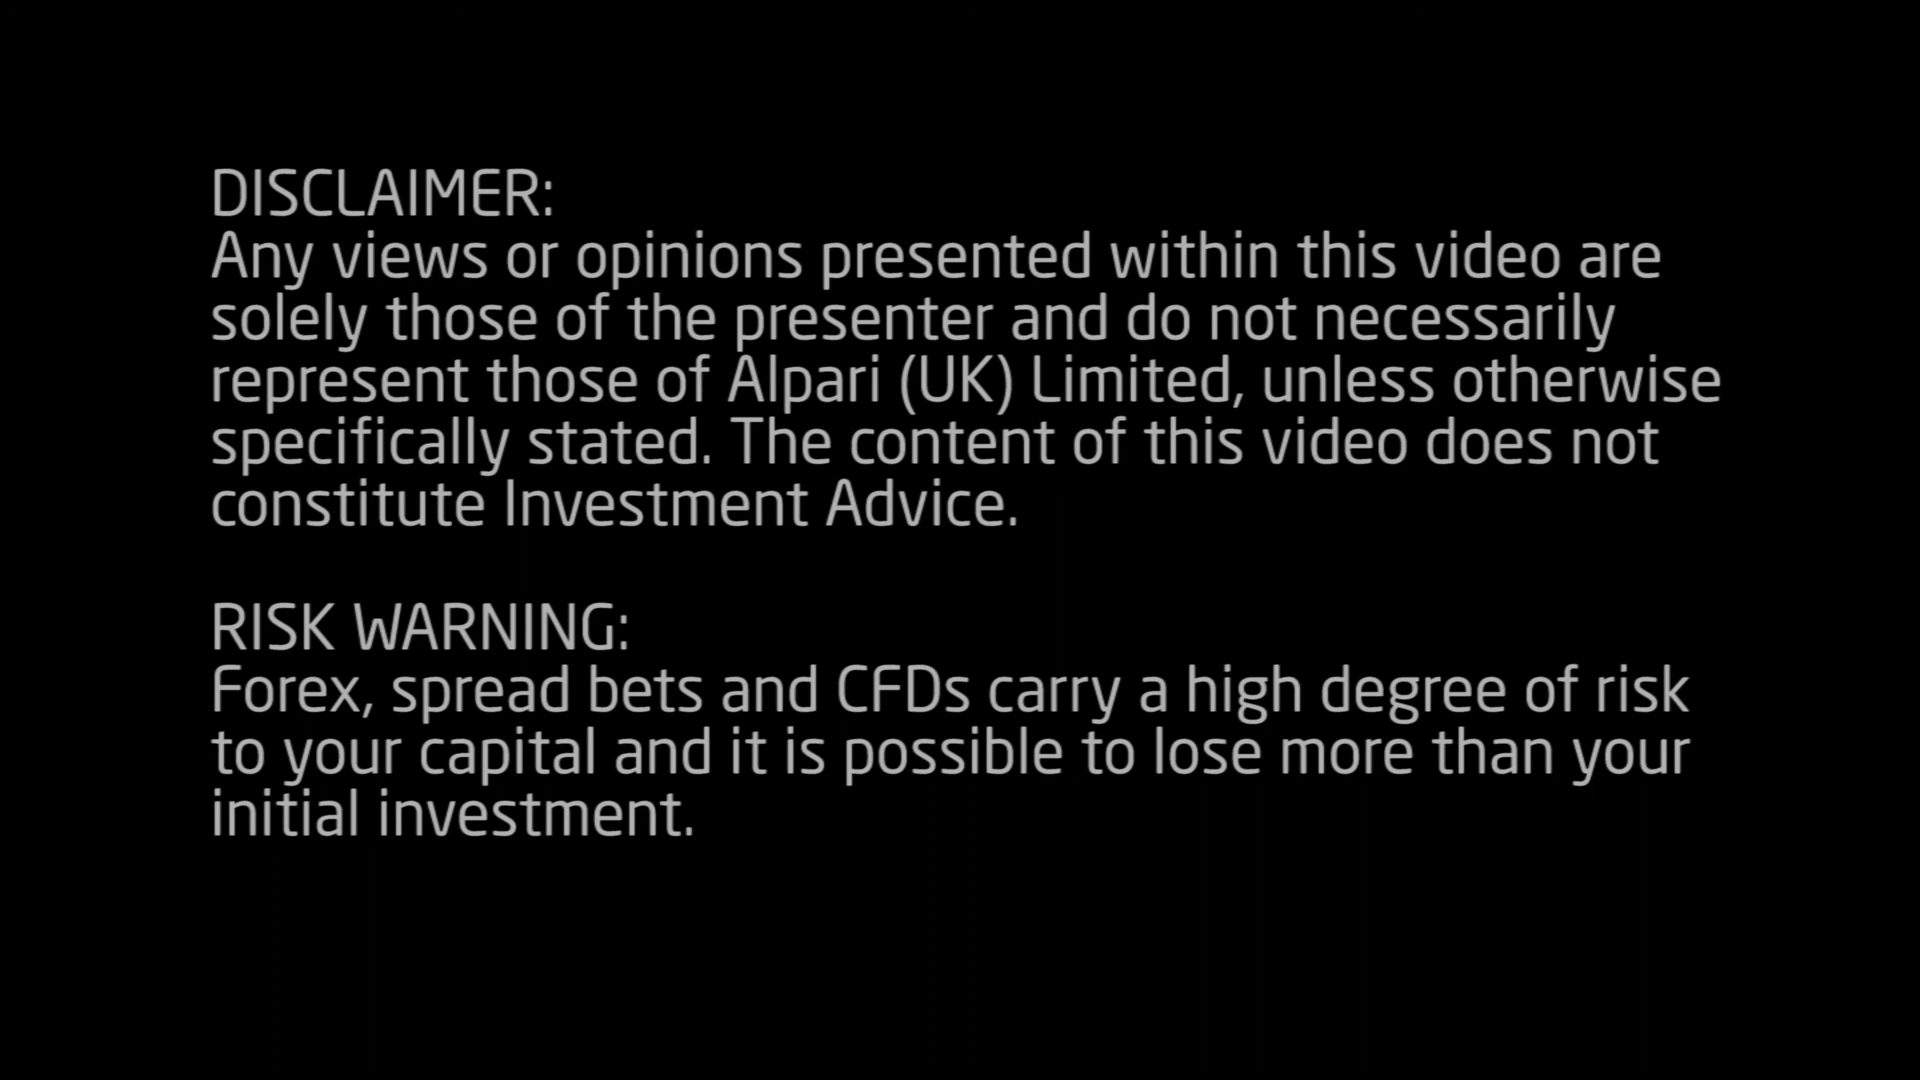 DISCLAIMER:
Any views or opinions presented within this video are
solely those of the presenter and do not necessarily
represent those of Alpari (UK) Limited, unless otherwise
specifically stated. The content of this video does not
constitute Investment Advice.

RISK WARNING:
Forex, spread bets and CFDs carry a high degree of risk
to your capital and it is possible to lose more than your
initial investment.